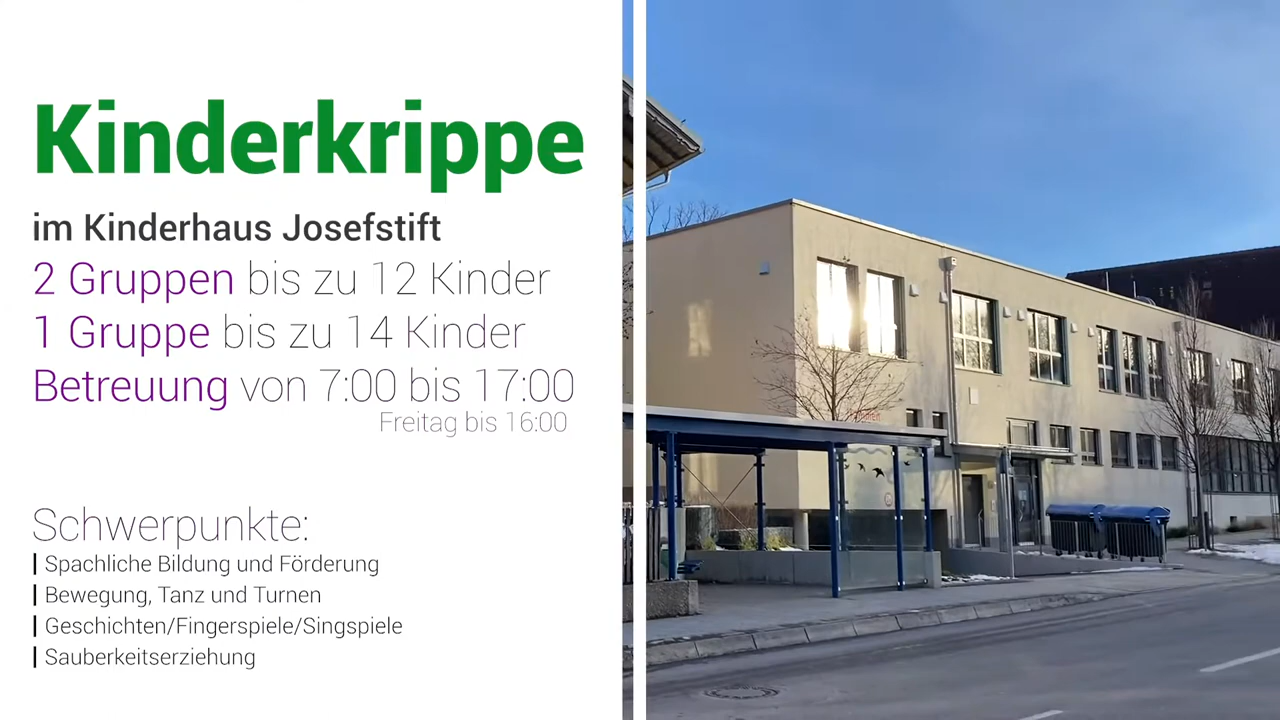 Kinderkrippe
im Kinderhaus Josefstift
2 Gruppen bis zu 12 Kinder
1 Gruppe bis zu 14 Kinder
Betreuung von 7:00 bis 17:00
Freitag bis 16:00
Schwerpunkte:
Spachliche Bildung und Förderung
Bewegung, Tanz und Turnen
Geschichten/Fingerspiele/Singspiele
Sauberkeitserziehung